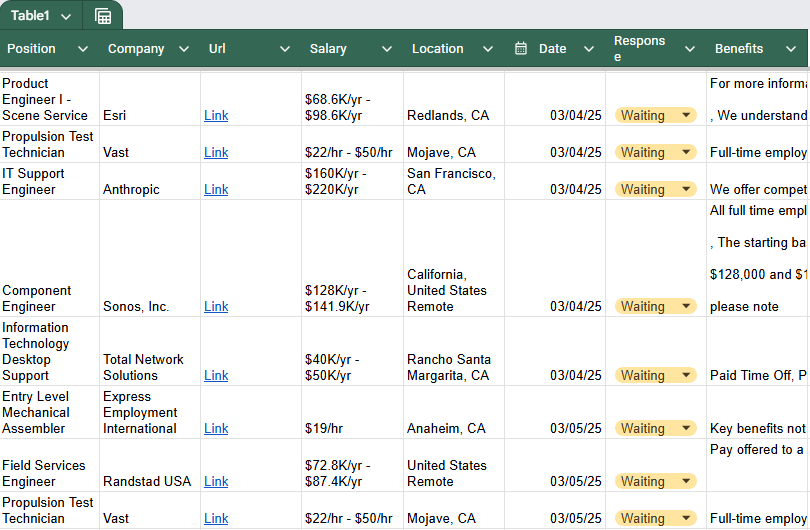 Table1
Position Company Url Salary Location Date Respons
e Benefits
Product
Engineer I -
Scene Service Esri Link $68.6K/yr -
$98.6K/yr Redlands, CA 03/04/25 Waiting For more
, We understand
Propulsion Test
Technician Vast Link $22/hr - $50/hr Mojave, CA 03/04/25 Waiting Full-time
IT Support
Engineer Anthropic Link $160K/yr -
$220K/yr San Francisco,
CA 03/04/25 Waiting We offer
All full time
, The starting
$128,000 and
Component
Engineer Sonos, Inc. Link $128K/yr -
$141.9K/yr California,
United States
Remote 03/04/25 Waiting please note
Information
Technology
Desktop
Support Total Network
Solutions Link $40K/yr -
$50K/yr Rancho Santa
Margarita, CA 03/04/25 Waiting Paid Time Off,
Entry Level
Mechanical
Assembler Express
Employment
International Link $19/hr Anaheim, CA 03/05/25 Waiting Key benefits not
Pay offered to a
Field Services
Engineer Randstad USA Link $72.8K/yr -
$87.4K/yr United States
Remote 03/05/25 Waiting
Propulsion Test
Technician Vast Link $22/hr - $50/hr Mojave, CA 03/05/25 Waiting Full-time